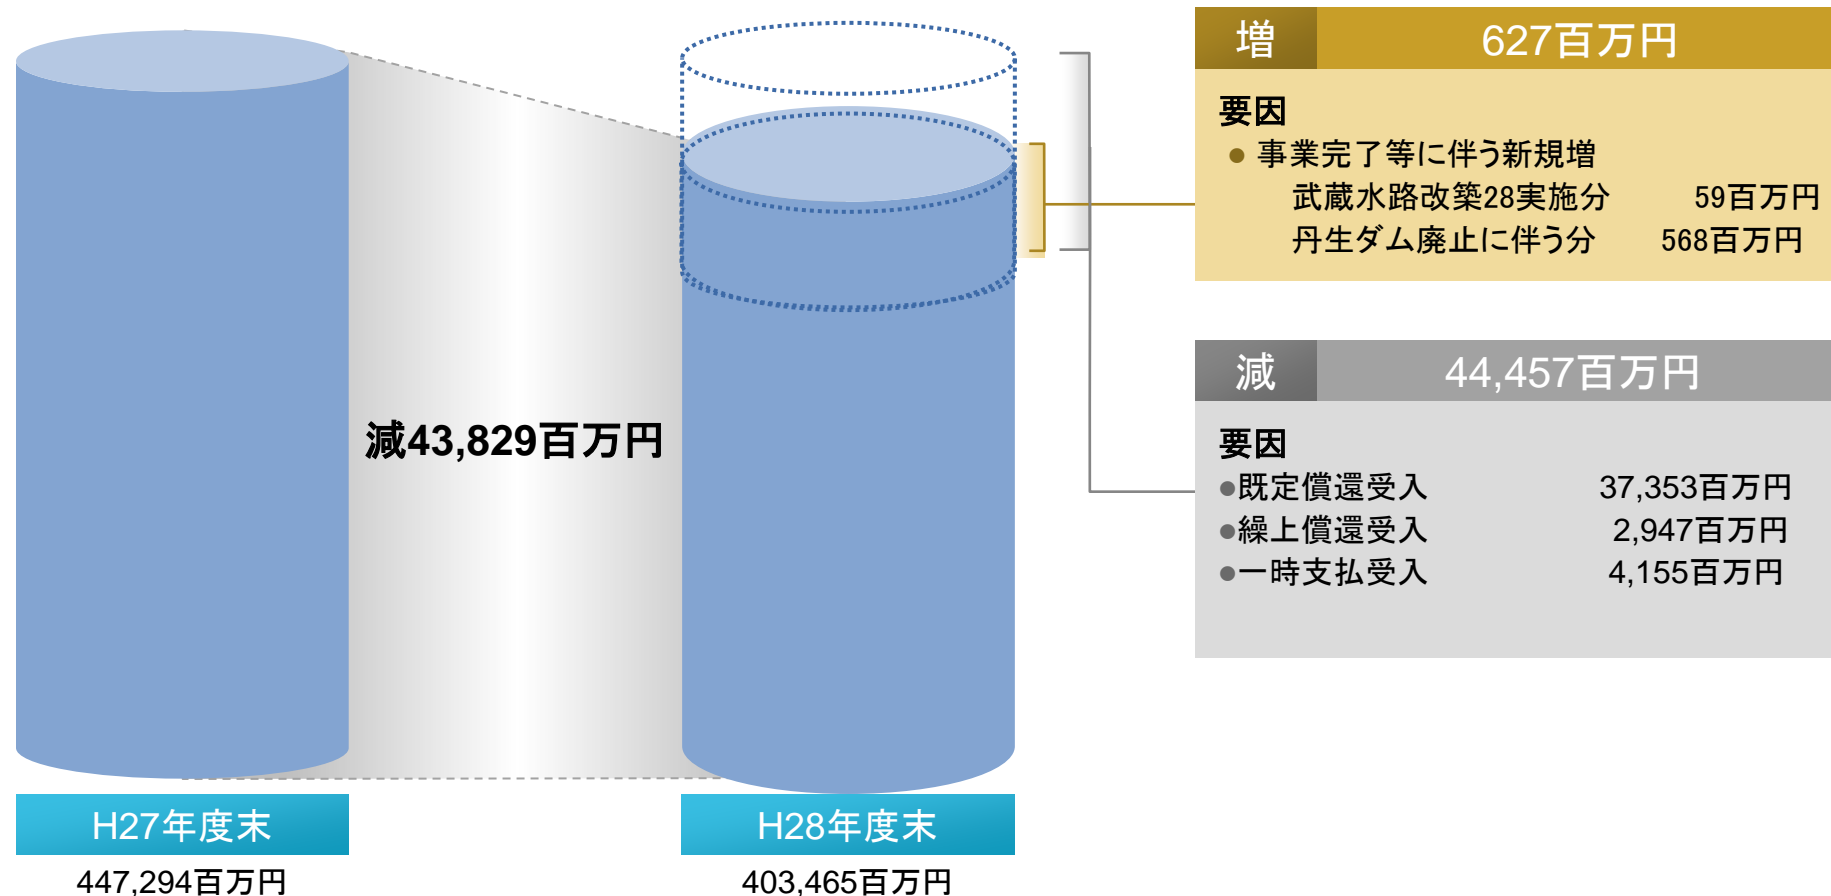 増 627百万円
要因
● 事業完了等に伴う新規増
武蔵水路改築28実施分 59百万円
丹生ダム廃止に伴う分 568百万円
減 44,457百万円
要因
●既定償還受入 37,353百万円
●繰上償還受入 2,947百万円
●一時支払受入 4,155百万円
減43,829百万円
H27年度末 H28年度末
447,294百万円 403,465百万円